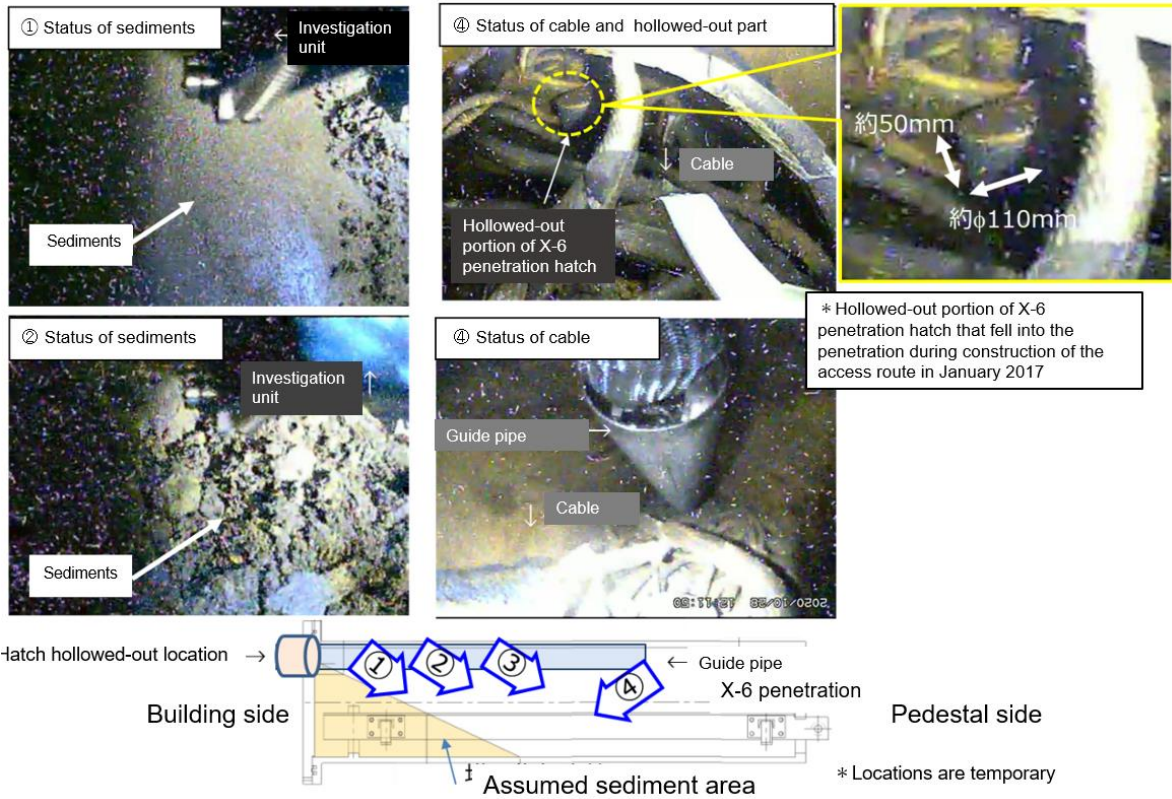 ① Status of sediments
← Investigation
unit
Sediments
④ Status of cable and hollowed-out part
↓ Cable
Hollowed-out
portion of X-6
penetration hatch
約50mm
約φ110mm
＊Hollowed-out portion of X-6
penetration hatch that fell into the
penetration during construction of the
access route in January 2017
② Status of sediments
Investigation
unit ↑
Sediments
④ Status of cable
Guide pipe →
↓ Cable
2020/10/28 12:11:50
Hatch hollowed-out location →
① ② ③ ④
← Guide pipe
X-6 penetration
Building side
Pedestal side
Assumed sediment area
＊Locations are temporary